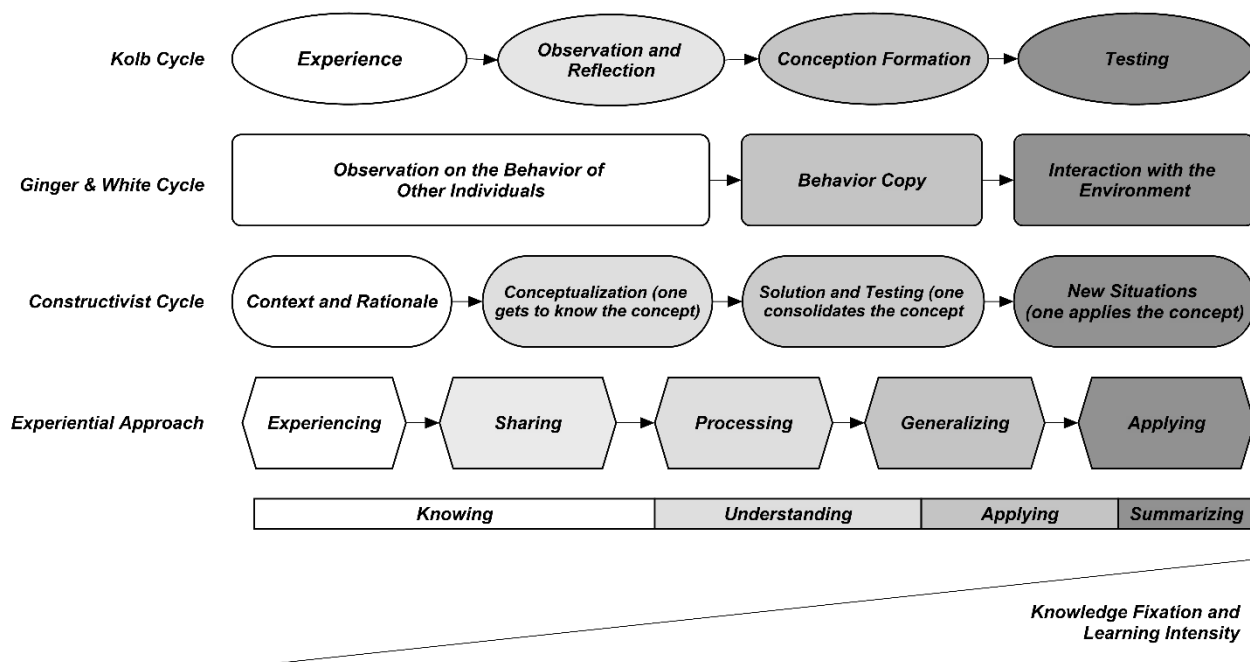 Kolb Cycle
Experience
Observation and
Reflection
Conception Formation
Testing
Ginger & White Cycle
Observation on the Behavior of
Other Individuals
Behavior Copy
Interaction with the
Environment
Constructivist Cycle
Context and Rationale
Conceptualization (one
gets to know the concept)
Solution and Testing (one
consolidates the concept
New Situations
(one applies the concept)
Experiential Approach
Experiencing
Sharing
Processing
Generalizing
Applying
Knowing
Understanding
Applying
Summarizing
Knowledge Fixation and
Learning Intensity